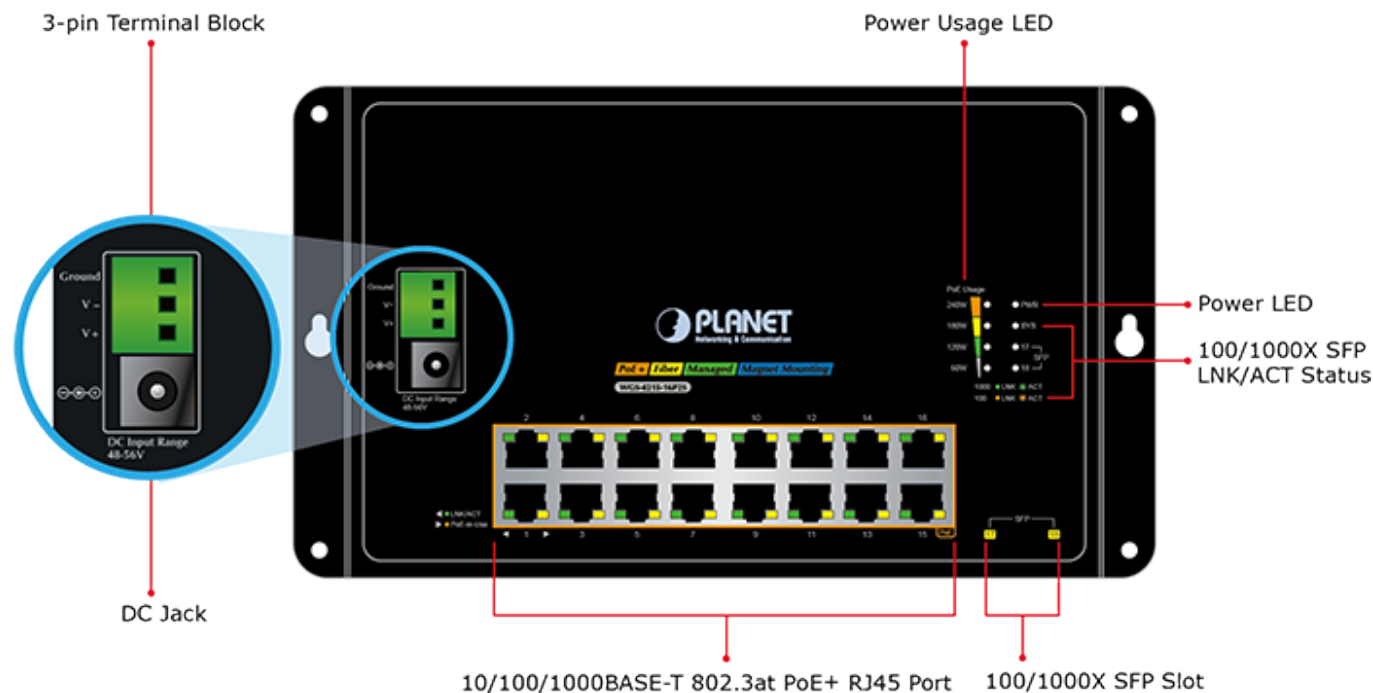 3-pin Terminal Block
Power Usage LED
Ground
V -
V +
DC Input Range
48-56V
Ground
V-
V+
DC Input Range
48-56V
PLANET
Networking & Communication
PoE + Fiber Managed Magnet Mounting
PoE Usage
240W PWR
180W SYS
120W 17
SFP
60W 18
1000 LNK ACT
100 LNK ACT
Power LED
100/1000X SFP
LNK/ACT Status
2 4 6 8 10 12 14 16
LNK/ACT
PoE-in-Use
1 3 5 7 9 11 13 15
SFP
17 18
DC Jack
10/100/1000BASE-T 802.3at PoE+ RJ45 Port
100/1000X SFP Slot